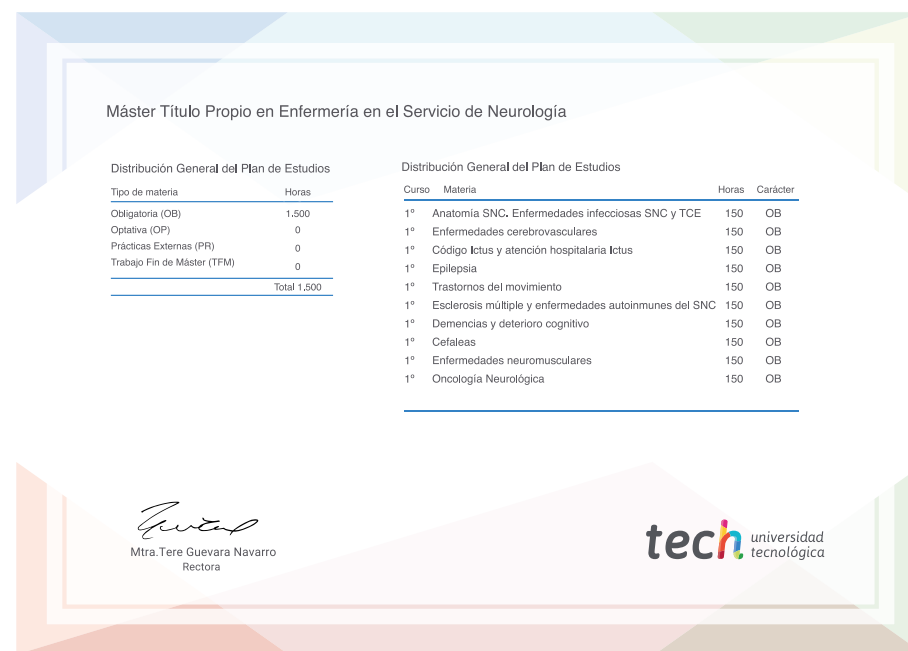 Máster Título Propio en Enfermería en el Servicio de Neurología
Distribución General del Plan de Estudios
Tipo de materia Horas
Obligatoria (OB) 1.500
Optativa (OP) 0
Prácticas Externas (PR) 0
Trabajo Fin de Máster (TFM) 0
Total 1.500
Distribución General del Plan de Estudios
Curso Materia Horas Carácter
1º Anatomía SNC. Enfermedades infecciosas SNC y TCE 150 OB
1º Enfermedades cerebrovasculares 150 OB
1º Código Ictus y atención hospitalaria Ictus 150 OB
1º Epilepsia 150 OB
1º Trastornos del movimiento 150 OB
1º Esclerosis múltiple y enfermedades autoinmunes del SNC 150 OB
1º Demencias y deterioro cognitivo 150 OB
1º Cefaleas 150 OB
1º Enfermedades neuromusculares 150 OB
1º Oncología Neurológica 150 OB
Mtra.Tere Guevara Navarro
Rectora
tech universidad
tecnológica